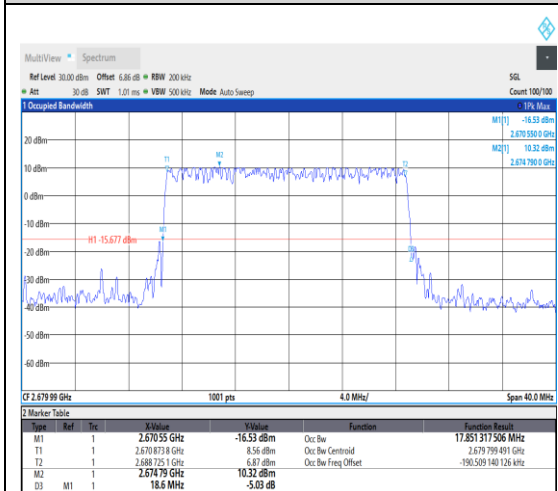 MultiView Spectrum
Ref Level 30.00 dBm Offset 6.86 dB RBW 200 kHz SGL
Att 30 dB SWT 1.01 ms VBW 500 kHz Mode Auto Sweep Count 100/100
1 Occupied Bandwidth 1Pk Max
M1[1] -16.53 dBm
2.670 550 0 GHz
M2[1] 10.32 dBm
2.674 790 0 GHz
20 dBm
T1 M2 T2
10 dBm
0 dBm
-10 dBm
M1
H1 -15.677 dBm
-20 dBm
-30 dBm
-40 dBm
-50 dBm
-60 dBm
CF 2.679 99 GHz 1001 pts 4.0 MHz/ Span 40.0 MHz
2 Marker Table
Type Ref Trc X-Value Y-Value Function Function Result
M1 1 2.670 55 GHz -16.53 dBm Occ Bw 17.851 317 506 MHz
T1 1 2.670 873 8 GHz 8.56 dBm Occ Bw Centroid 2.679 799 491 GHz
T2 1 2.688 725 1 GHz 6.87 dBm Occ Bw Freq Offset -190.509 140 126 kHz
M2 1 2.674 79 GHz 10.32 dBm
D3 M1 1 18.6 MHz -5.03 dB